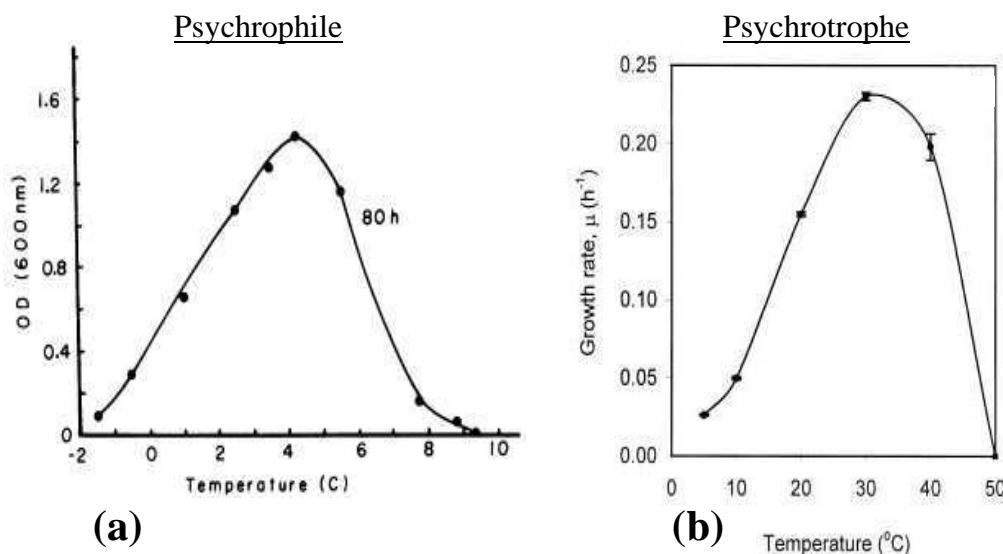 Psychrophile
1.6
1.2
0.8
0.4
0
OD (600nm)
80h
-2
0
2
4
6
8
10
Temperature (C)
(a)
Psychrotrophe
0.25
0.20
0.15
0.10
0.05
0.00
Growth rate, μ (h⁻¹)
0
10
20
30
40
50
Temperature (⁰C)
(b)